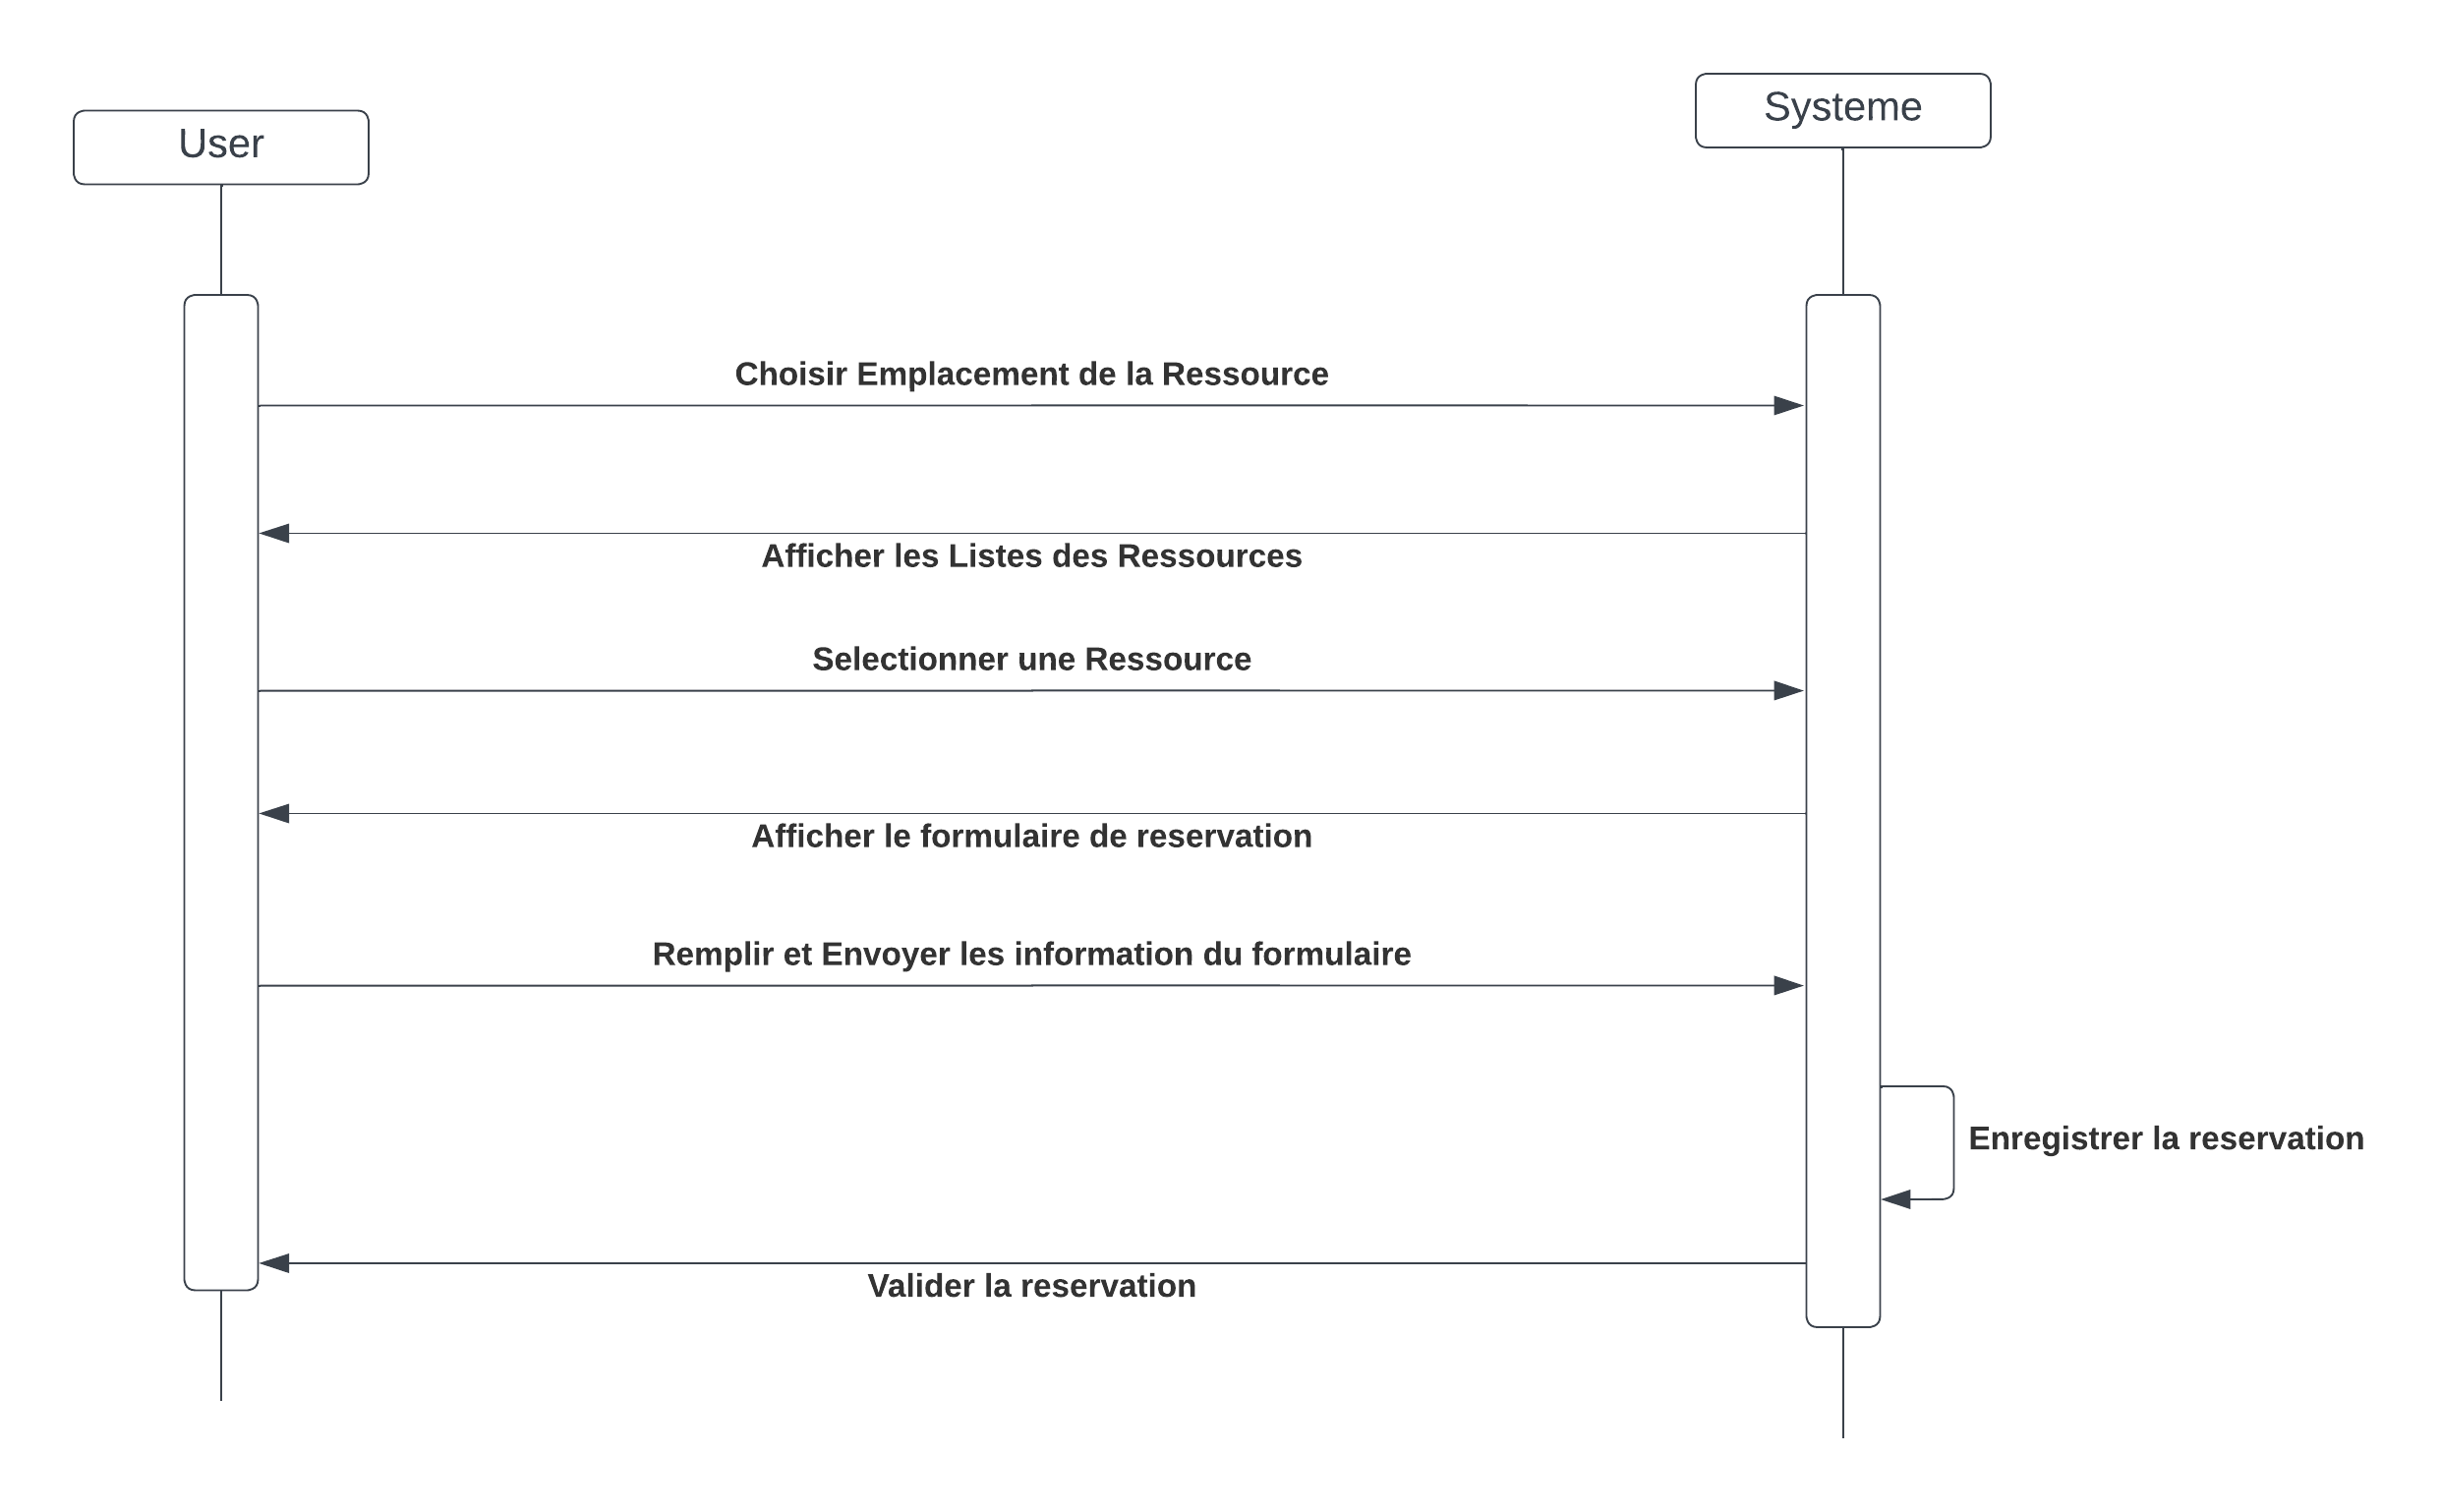 User
Systeme
Choisir Emplacement de la Ressource
Afficher les Listes des Ressources
Selectionner une Ressource
Afficher le formulaire de reservation
Remplir et Envoyer les information du formulaire
Enregistrer la reservation
Valider la reservation